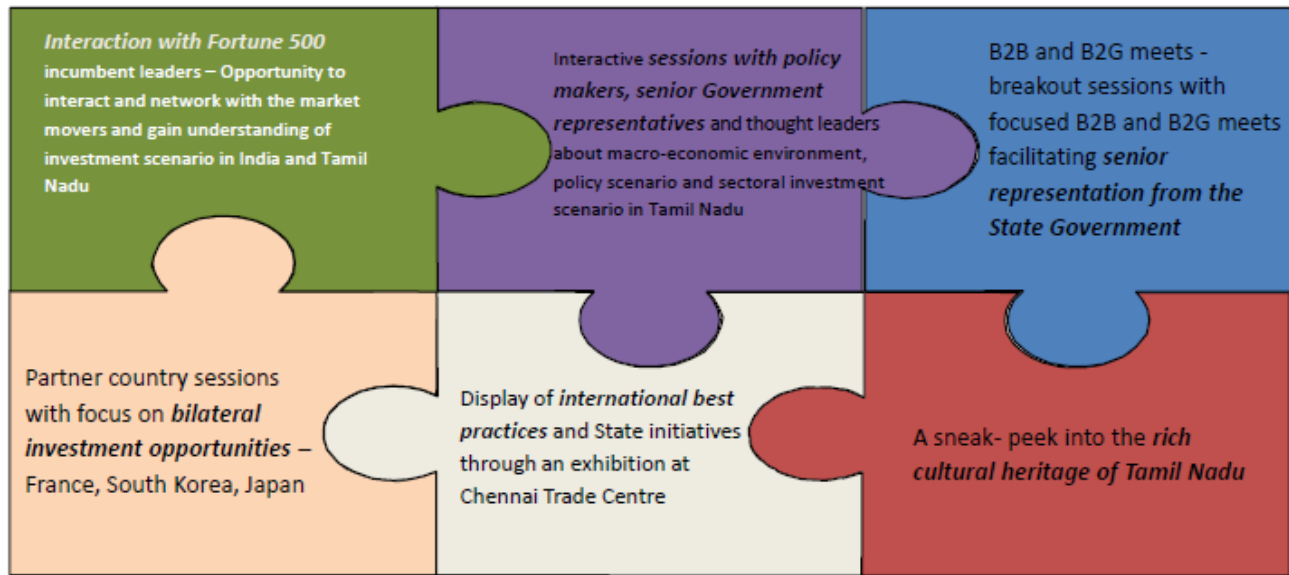 Interaction with Fortune 500
incumbent leaders – Opportunity to
interact and network with the market
movers and gain understanding of
investment scenario in India and Tamil
Nadu
Interactive sessions with policy
makers, senior Government
representatives and thought leaders
about macro-economic environment,
policy scenario and sectoral investment
scenario in Tamil Nadu
B2B and B2G meets -
breakout sessions with
focused B2B and B2G meets
facilitating senior
representation from the
State Government
Partner country sessions
with focus on bilateral
investment opportunities –
France, South Korea, Japan
Display of international best
practices and State initiatives
through an exhibition at
Chennai Trade Centre
A sneak- peek into the rich
cultural heritage of Tamil Nadu